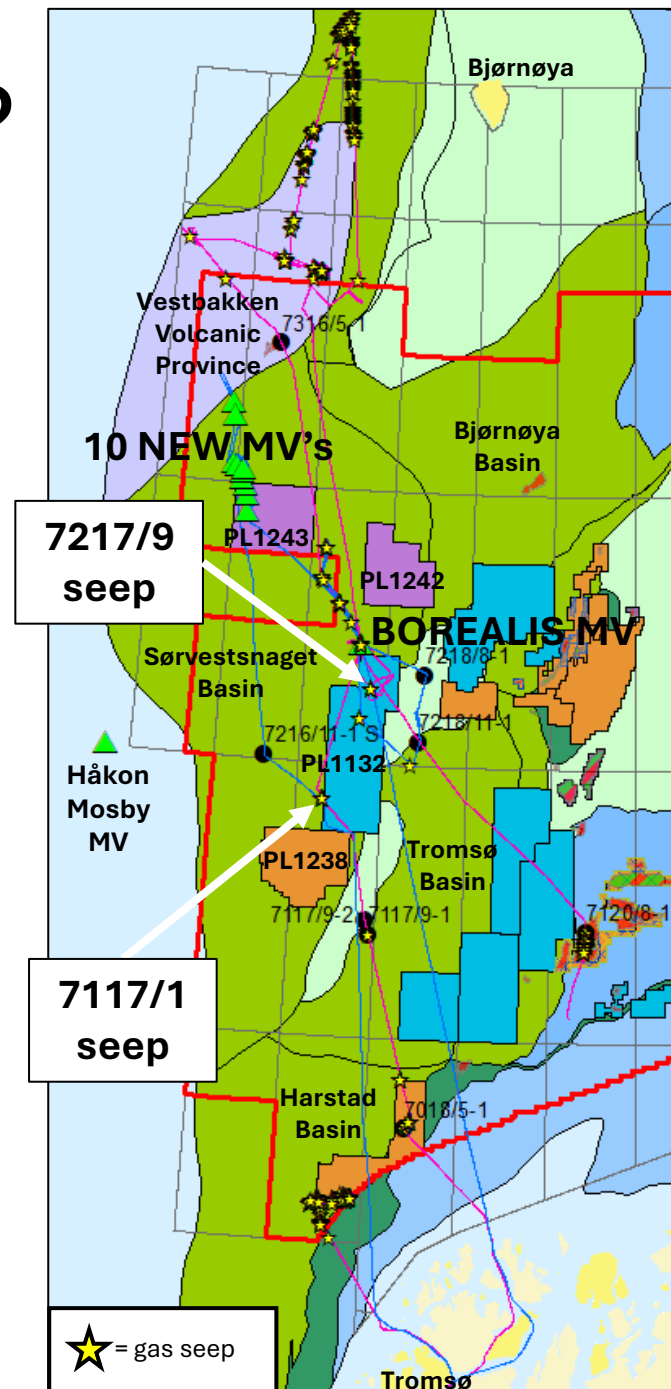 Bjørnøya
Vestbakken
Volcanic
Province
7316/5-1
10 NEW MV's
Bjørnøya
Basin
7217/9
seep
PL1243
PL1242
BOREALIS MV
Sørvestsnaget
Basin
7218/8-1
7218/11-1
7216/11-1 S
PL1132
Håkon
Mosby
MV
PL1238
Tromsø
Basin
7117/9-2
7117/9-1
7120/8-1
7117/1
seep
Harstad
Basin
7018/5-1
= gas seep
Tromsø